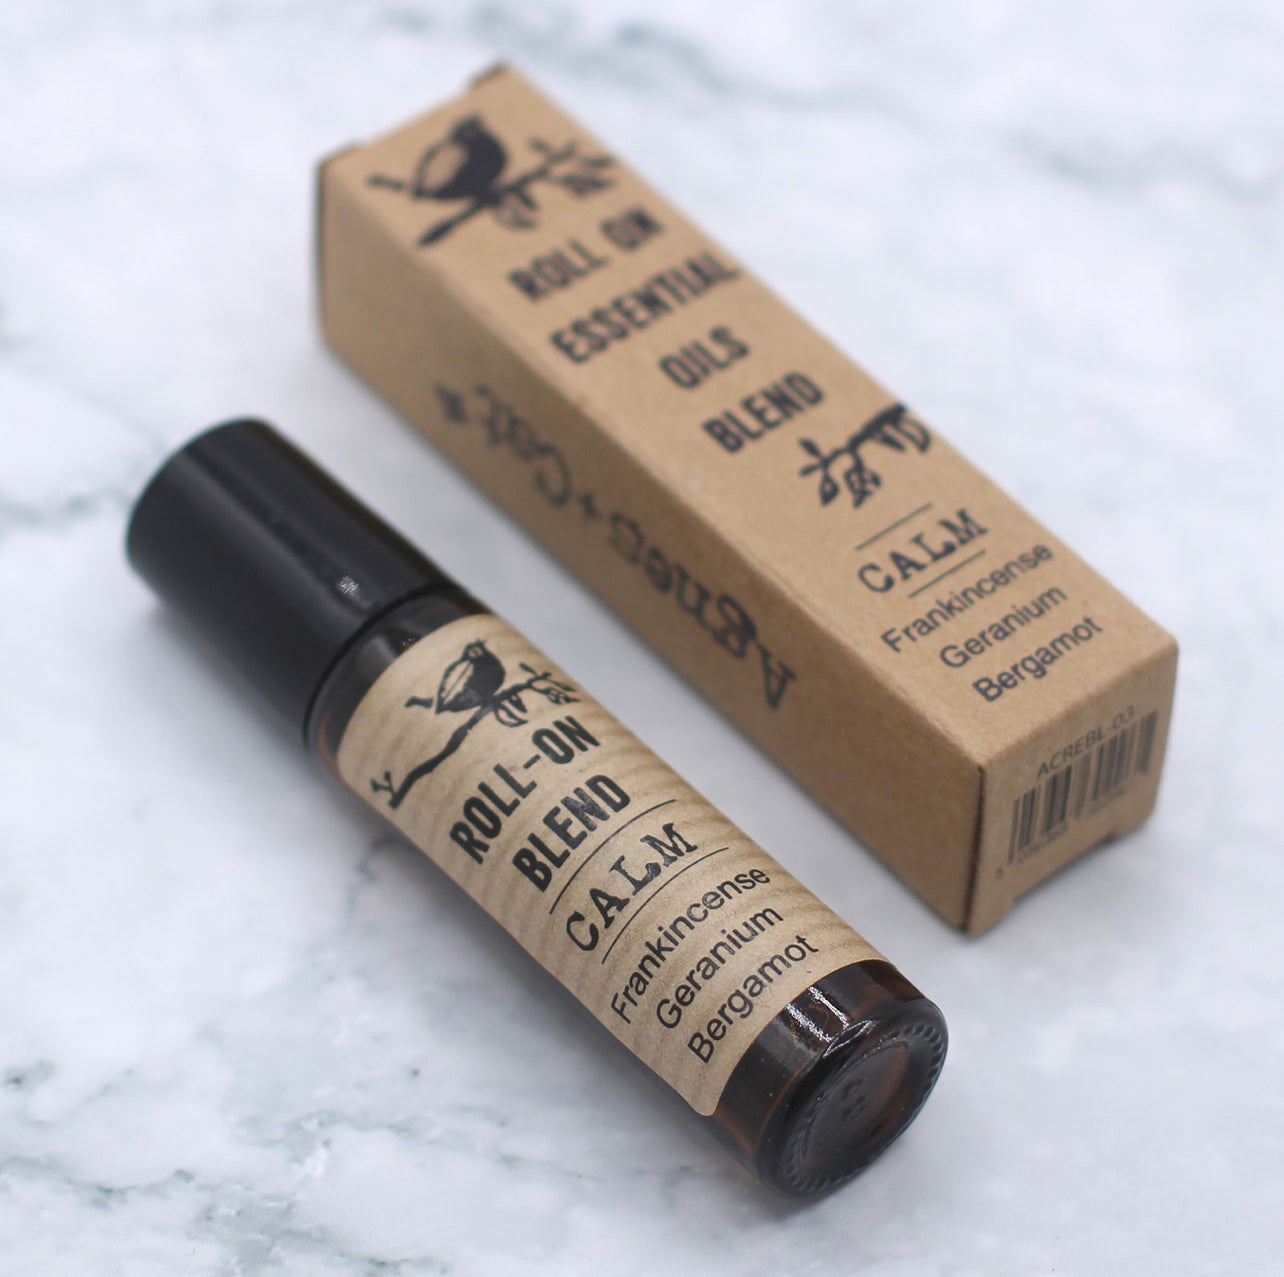 ROLL ON
ESSENTIAL
OILS
BLEND
CALM
Frankincense
Geranium
Bergamot
ACREBL-03
Agnes + Cat
ROLL-ON
BLEND
CALM
Frankincense
Geranium
Bergamot